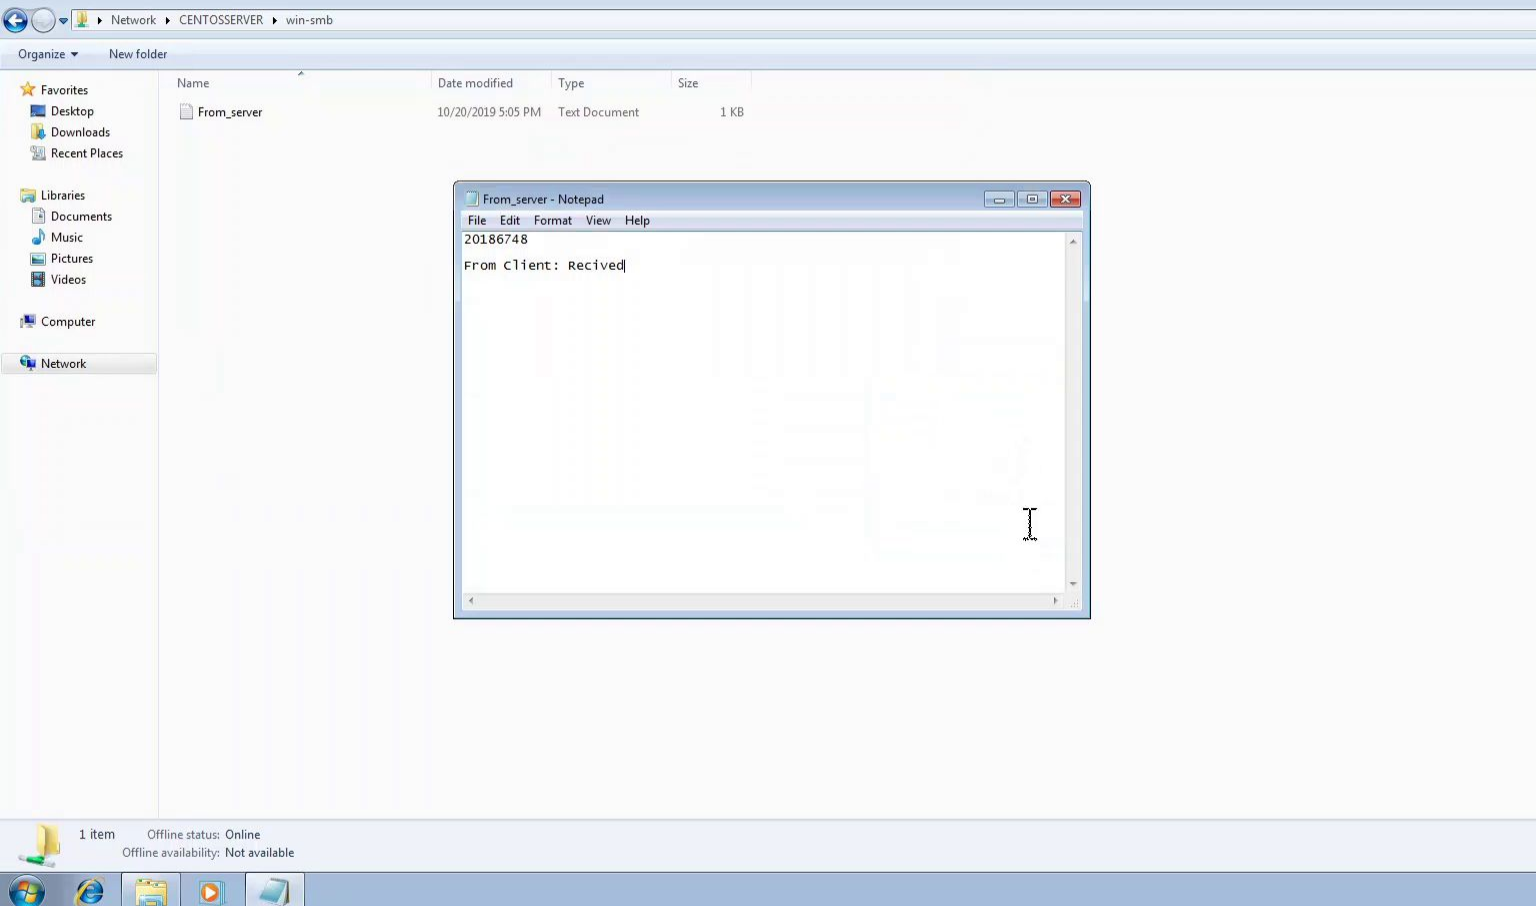 Network CENTOSSERVER win-smb
Organize New folder
Favorites
Desktop
Downloads
Recent Places
Libraries
Documents
Music
Pictures
Videos
Computer
Network
Name Date modified Type Size
From_server 10/20/2019 5:05 PM Text Document 1 KB
From_server - Notepad
File Edit Format View Help
20186748
From Client: Recived
1 item Offline status: Online
Offline availability: Not available